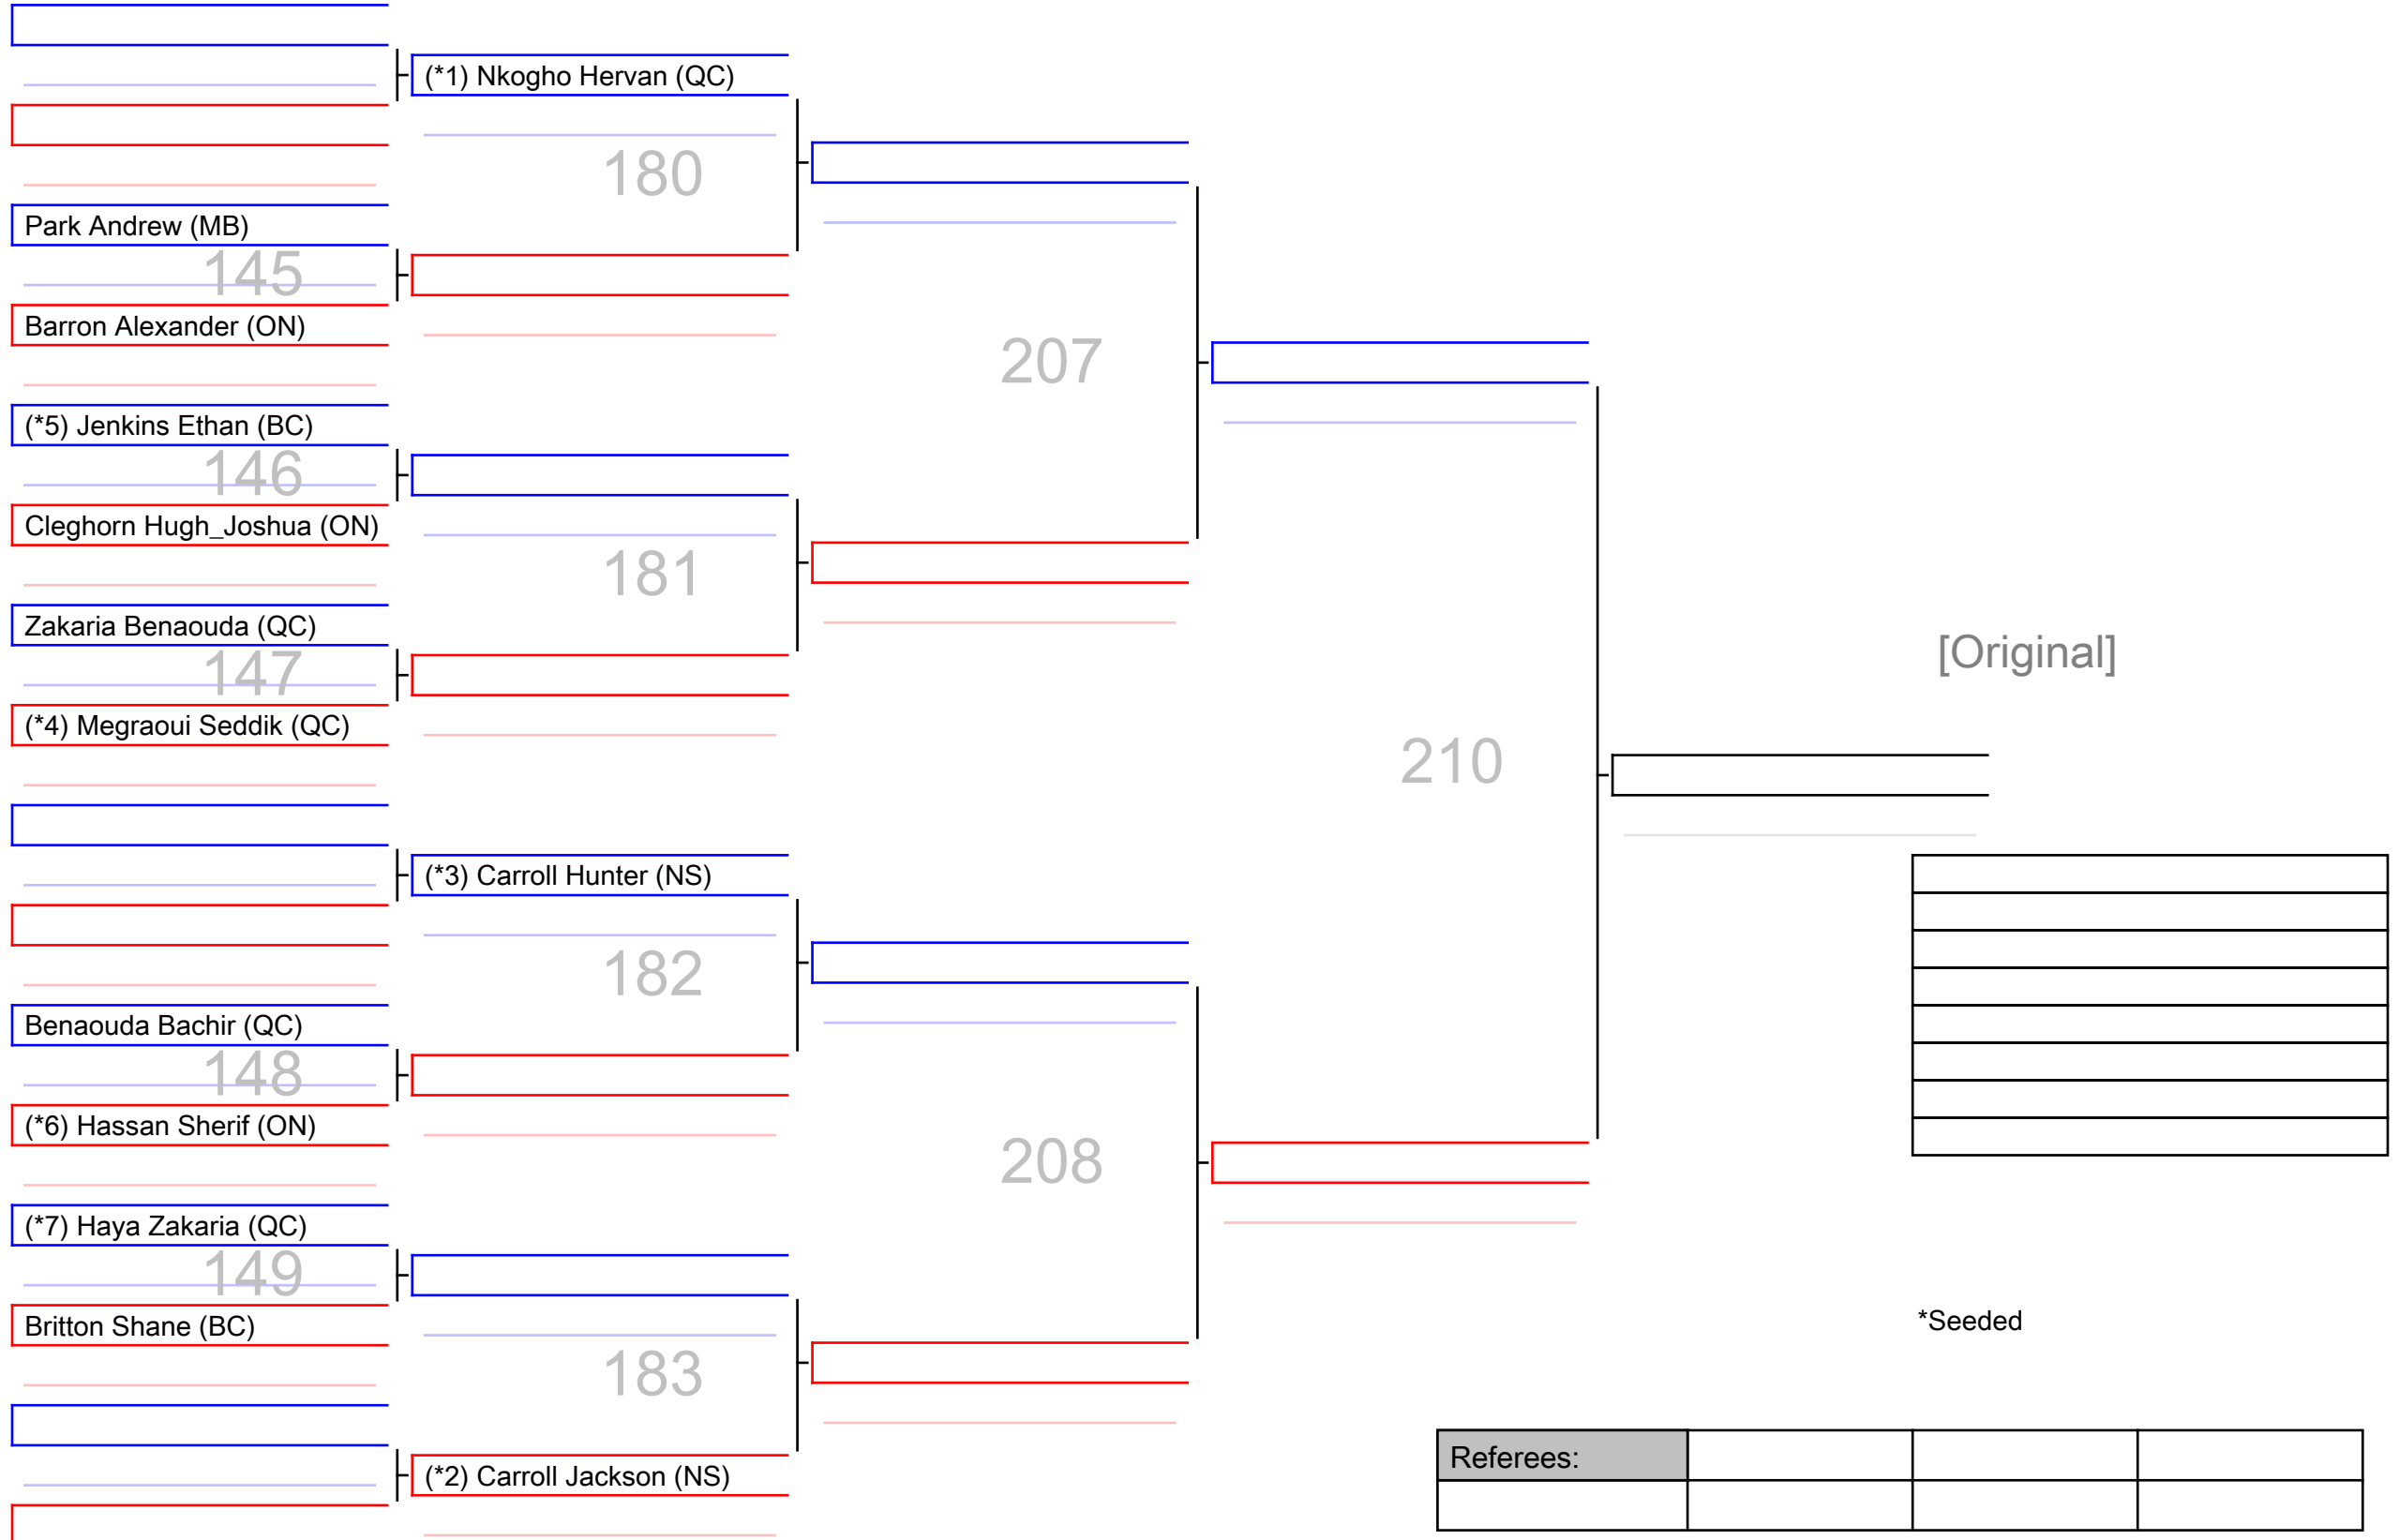 (*1) Nkogho Hervan (QC)
180
Park Andrew (MB)
145
Barron Alexander (ON)
207
(*5) Jenkins Ethan (BC)
146
Cleghorn Hugh_Joshua (ON)
181
Zakaria Benaouda (QC)
147
(*4) Megraoui Seddik (QC)
[Original]
210
(*3) Carroll Hunter (NS)
182
Benaouda Bachir (QC)
148
(*6) Hassan Sherif (ON)
208
(*7) Haya Zakaria (QC)
149
Britton Shane (BC)
*Seeded
183
(*2) Carroll Jackson (NS)
Referees: